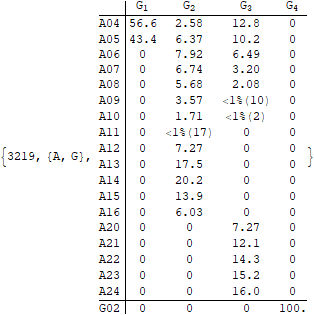 G₁ G₂ G₃ G₄
A04 56.6 2.58 12.8 0
A05 43.4 6.37 10.2 0
A06 0 7.92 6.49 0
A07 0 6.74 3.20 0
A08 0 5.68 2.08 0
A09 0 3.57 <1%(10) 0
A10 0 1.71 <1%(2) 0
A11 0 <1%(17) 0 0
A12 0 7.27 0 0
{3219, {A, G},
A13 0 17.5 0 0
}
A14 0 20.2 0 0
A15 0 13.9 0 0
A16 0 6.03 0 0
A20 0 0 7.27 0
A21 0 0 12.1 0
A22 0 0 14.3 0
A23 0 0 15.2 0
A24 0 0 16.0 0
G02 0 0 0 100.